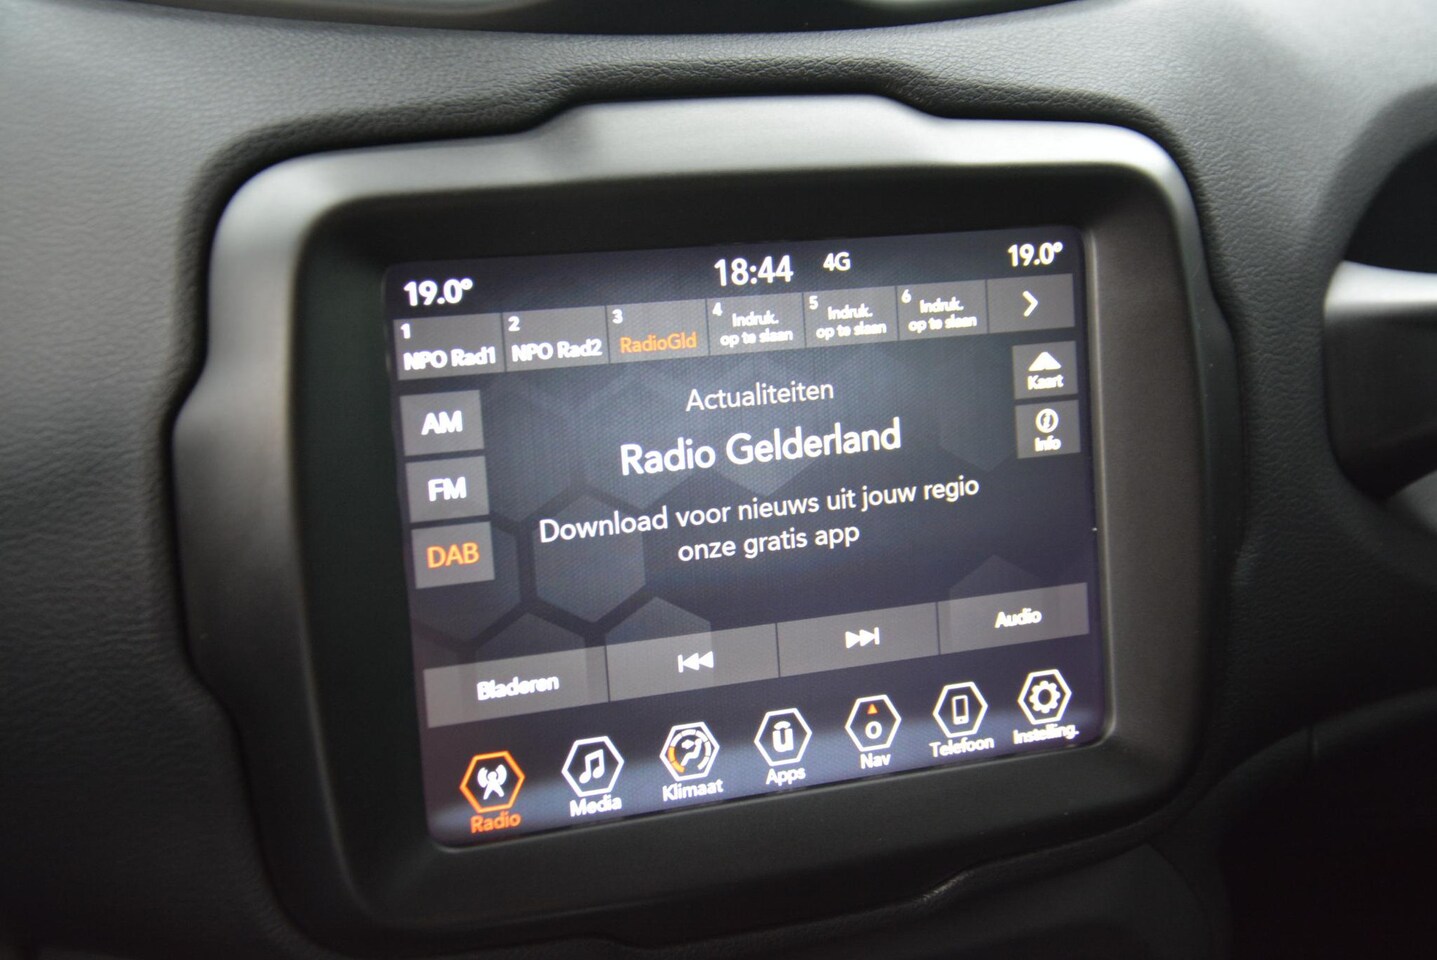 19.0° 18:44 4G 19.0°
1 2 3 4 5 6
NPO Rad1 NPO Rad2 RadioGld Indruk. Indruk. Indruk.
op te slaan op te slaan op te slaan
Actualiteiten
Kaart
AM
Radio Gelderland
Info
FM
Download voor nieuws uit jouw regio
onze gratis app
DAB
Bladeren Audio
Radio Media Klimaat ū Apps o Nav Telefoon Instelling.